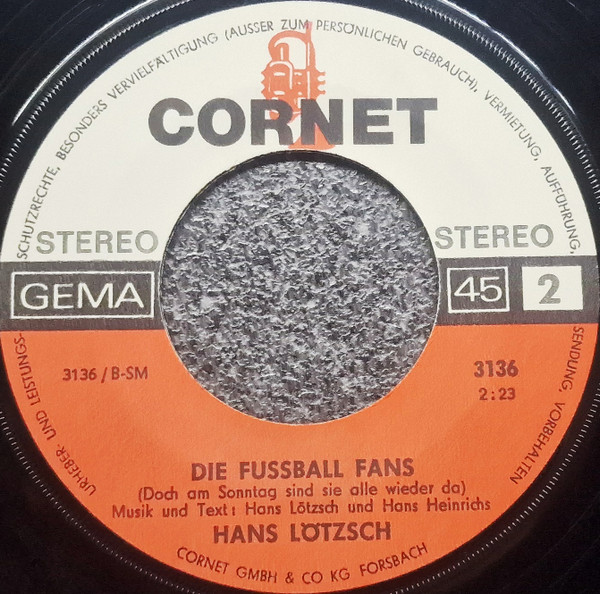 URHEBER- UND LEISTUNGS-SCHUTZRECHTE, BESONDERS VERVIELFÄLTIGUNG (AUSSER ZUM PERSÖNLICHEN GEBRAUCH), VERMIETUNG, AUFFÜHRUNG, SENDUNG, VORBEHALTEN
CORNET
STEREO STEREO
GEMA 45 2
3136 / B-SM 3136
2:23
DIE FUSSBALL FANS
(Doch am Sonntag sind sie alle wieder da)
Musik und Text: Hans Lötzsch und Hans Heinrichs
HANS LÖTZSCH
CORNET GMBH & CO KG FORSBACH